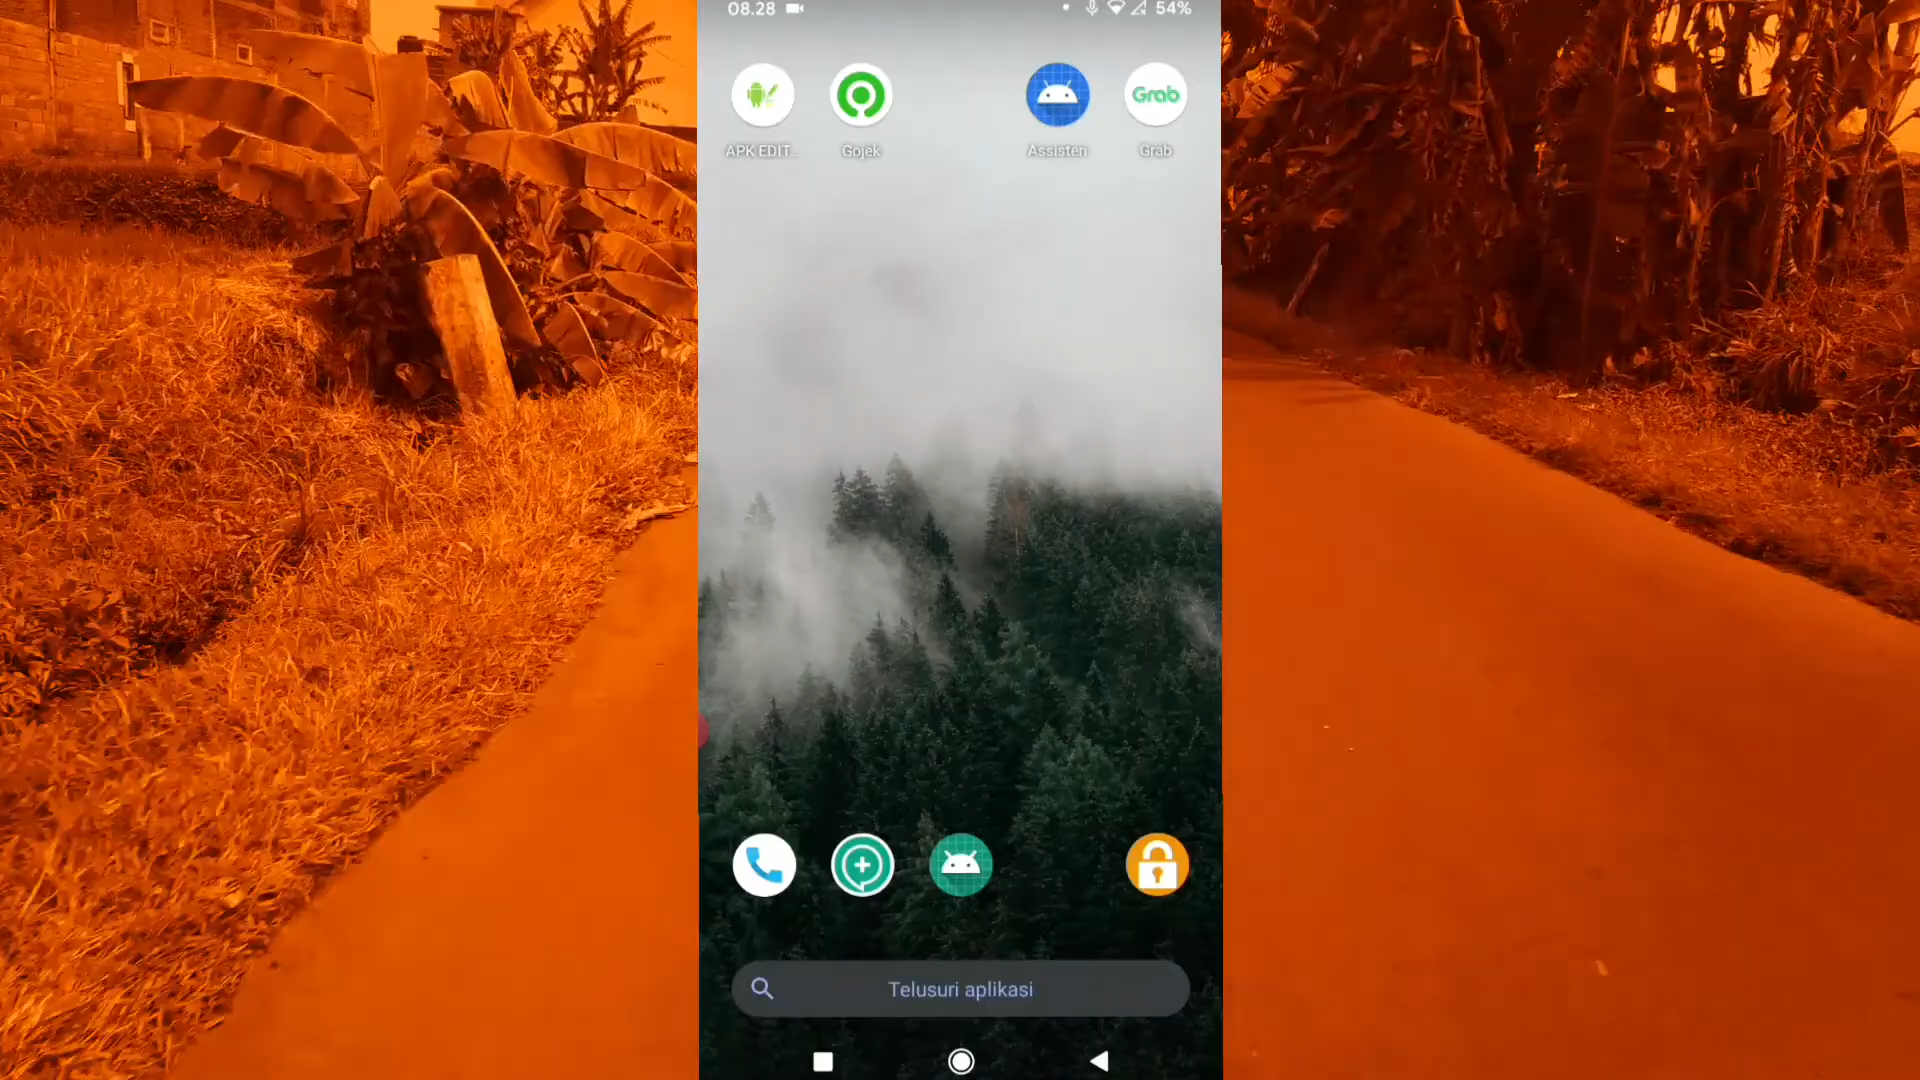 08.28
54%
Grab
APK EDIT...
Gojek
Assisten
Grab
Telusuri aplikasi